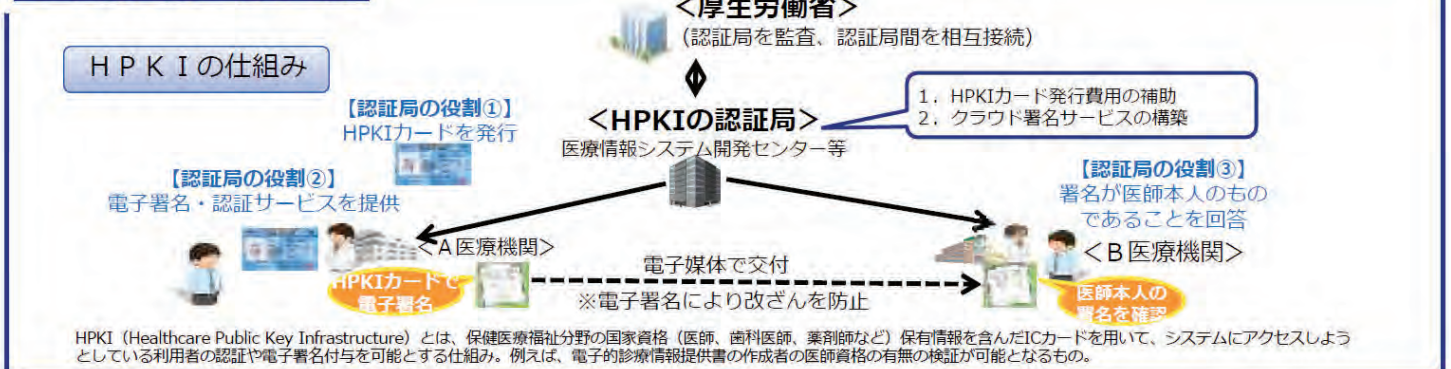 <厚生労働省>
(認証局を監査、認証局間を相互接続)
HPKIの仕組み
【認証局の役割①】
HPKIカードを発行
<HPKIの認証局>
医療情報システム開発センター等
1.HPKIカード発行費用の補助
2.クラウド署名サービスの構築
【認証局の役割②】
電子署名・認証サービスを提供
【認証局の役割③】
署名が医師本人のもの
であることを回答
<A医療機関>
HPKIカードで
電子署名
電子媒体で交付
※電子署名により改ざんを防止
<B医療機関>
医師本人の
署名を確認
HPKI(Healthcare Public Key Infrastructure)とは、保健医療福祉分野の国家資格(医師、歯科医師、薬剤師など)保有情報を含んだICカードを用いて、システムにアクセスしよう
としている利用者の認証や電子署名付与を可能とする仕組み。例えば、電子的診療情報提供書の作成者の医師資格の有無の検証が可能となるもの。